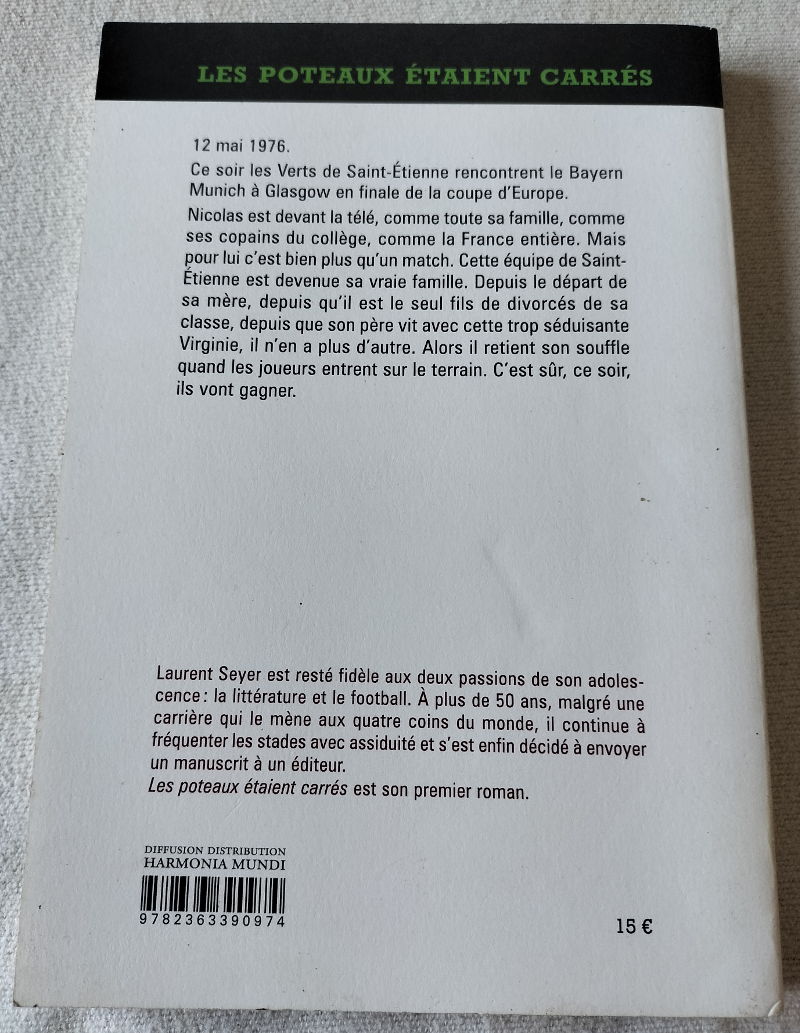 LES POTEAUX ÉTAIENT CARRÉS
12 mai 1976.
Ce soir les Verts de Saint-Étienne rencontrent le Bayern
Munich à Glasgow en finale de la coupe d'Europe.
Nicolas est devant la télé, comme toute sa famille, comme
ses copains du collège, comme la France entière. Mais
pour lui c'est bien plus qu'un match. Cette équipe de Saint-
Étienne est devenue sa vraie famille. Depuis le départ de
sa mère, depuis qu'il est le seul fils de divorcés de sa
classe, depuis que son père vit avec cette trop séduisante
Virginie, il n'en a plus d'autre. Alors il retient son souffle
quand les joueurs entrent sur le terrain. C'est sûr, ce soir,
ils vont gagner.
Laurent Seyer est resté fidèle aux deux passions de son adoles-
cence : la littérature et le football. À plus de 50 ans, malgré une
carrière qui le mène aux quatre coins du monde, il continue à
fréquenter les stades avec assiduité et s'est enfin décidé à envoyer
un manuscrit à un éditeur.
Les poteaux étaient carrés est son premier roman.
DIFFUSION DISTRIBUTION
HARMONIA MUNDI
9782363390974
15 €